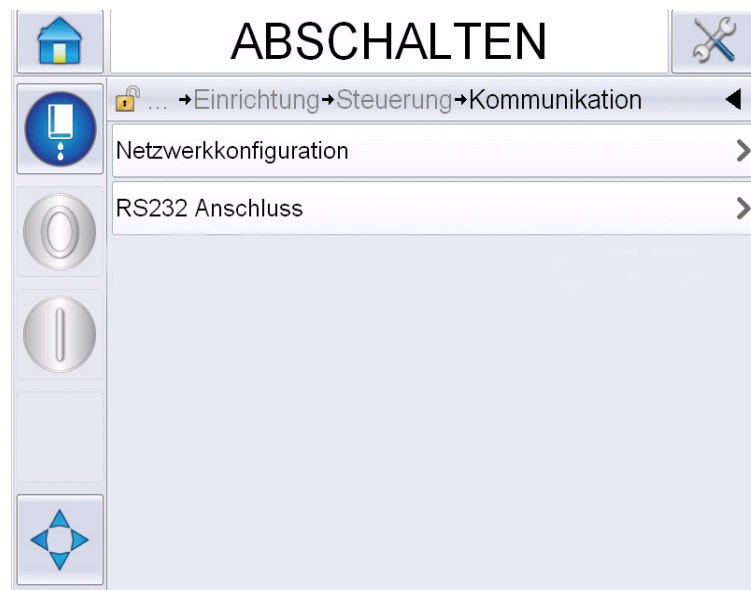 ABSCHALTEN
... →Einrichtung→Steuerung→Kommunikation
Netzwerkkonfiguration
RS232 Anschluss